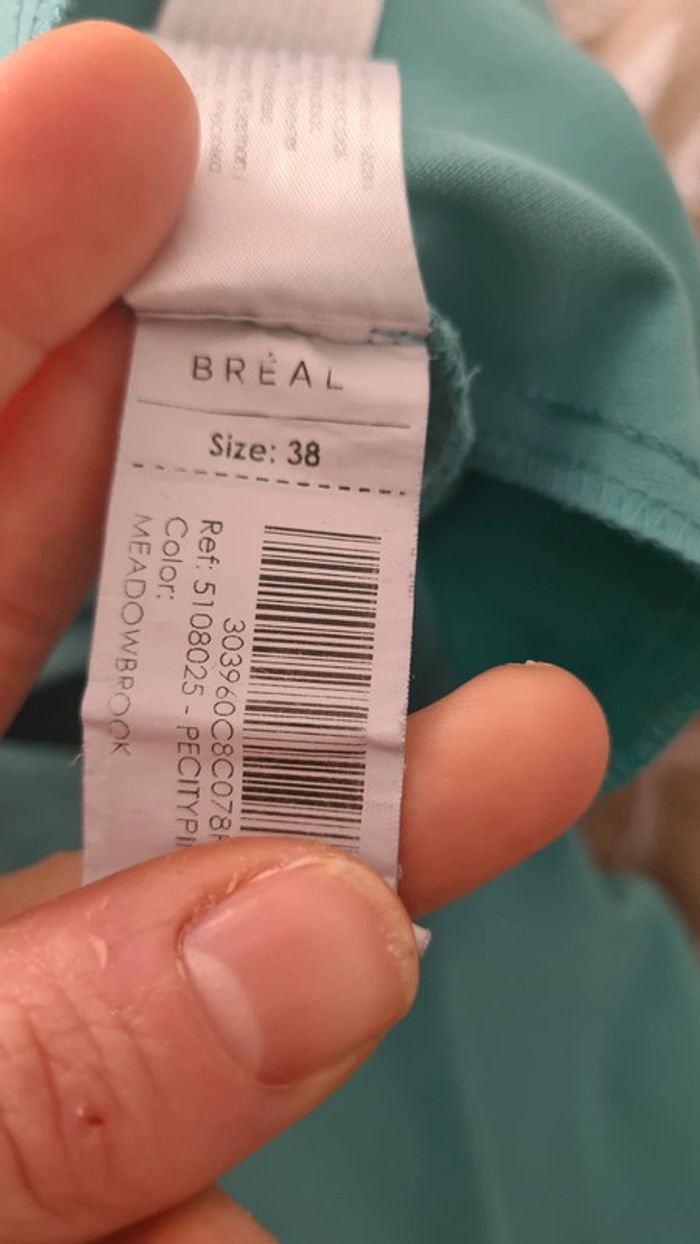 BRÉAL
Size: 38
303960C8C078
Ref: 5108025 - PECITYPI
Color:
MEADOWBROOK